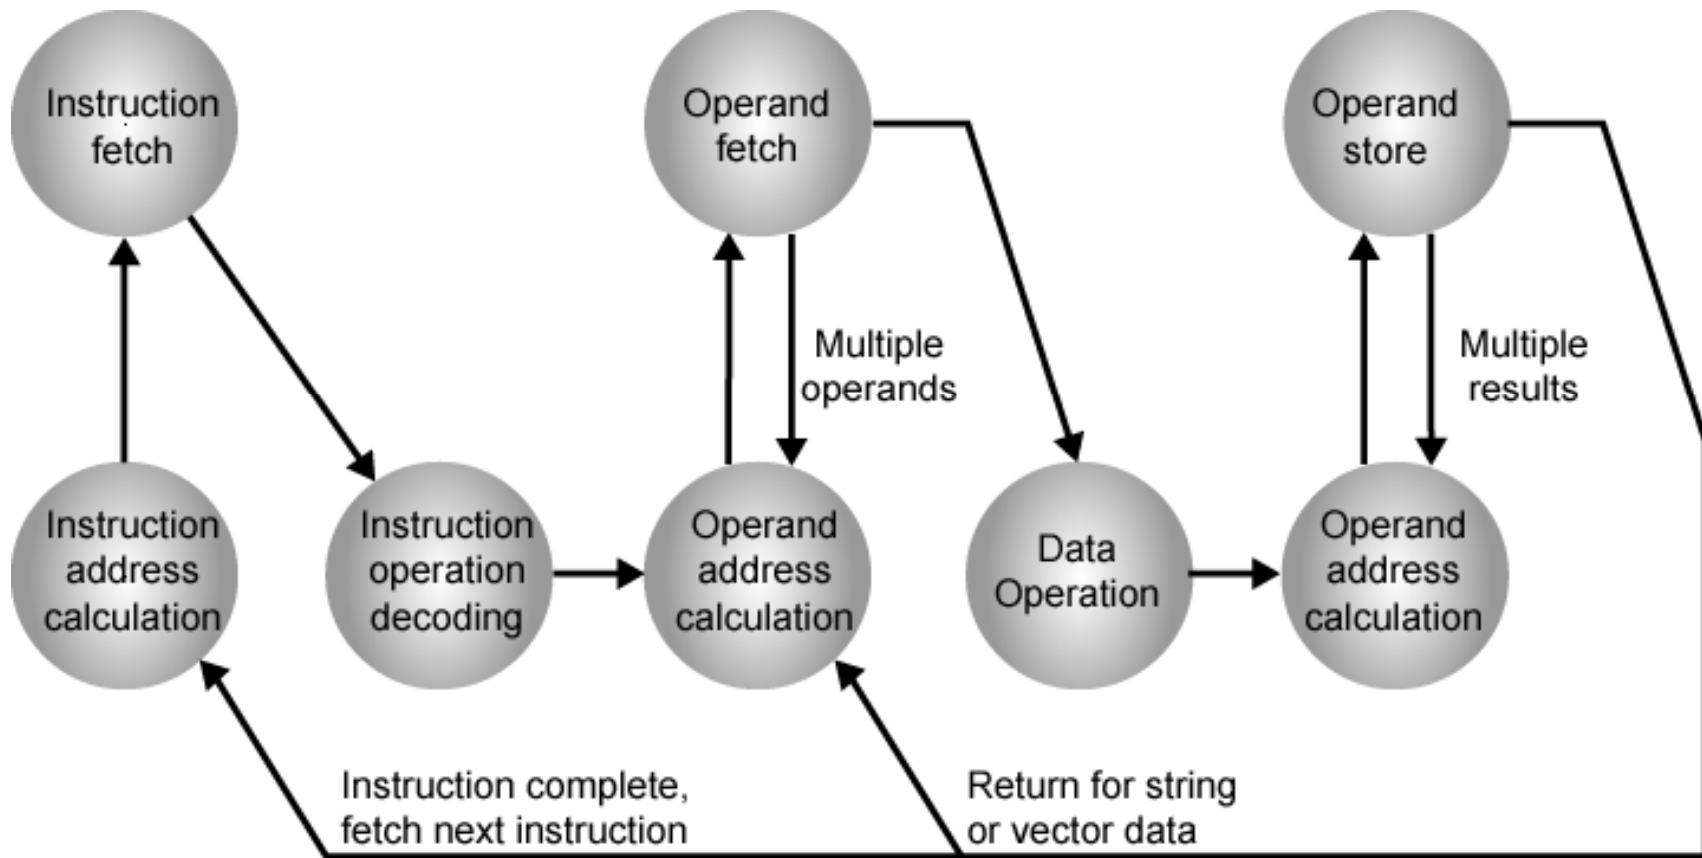 Instruction
fetch
Operand
fetch
Operand
store
Multiple
operands
Multiple
results
Instruction
address
calculation
Instruction
operation
decoding
Operand
address
calculation
Data
Operation
Operand
address
calculation
Instruction complete,
fetch next instruction
Return for string
or vector data